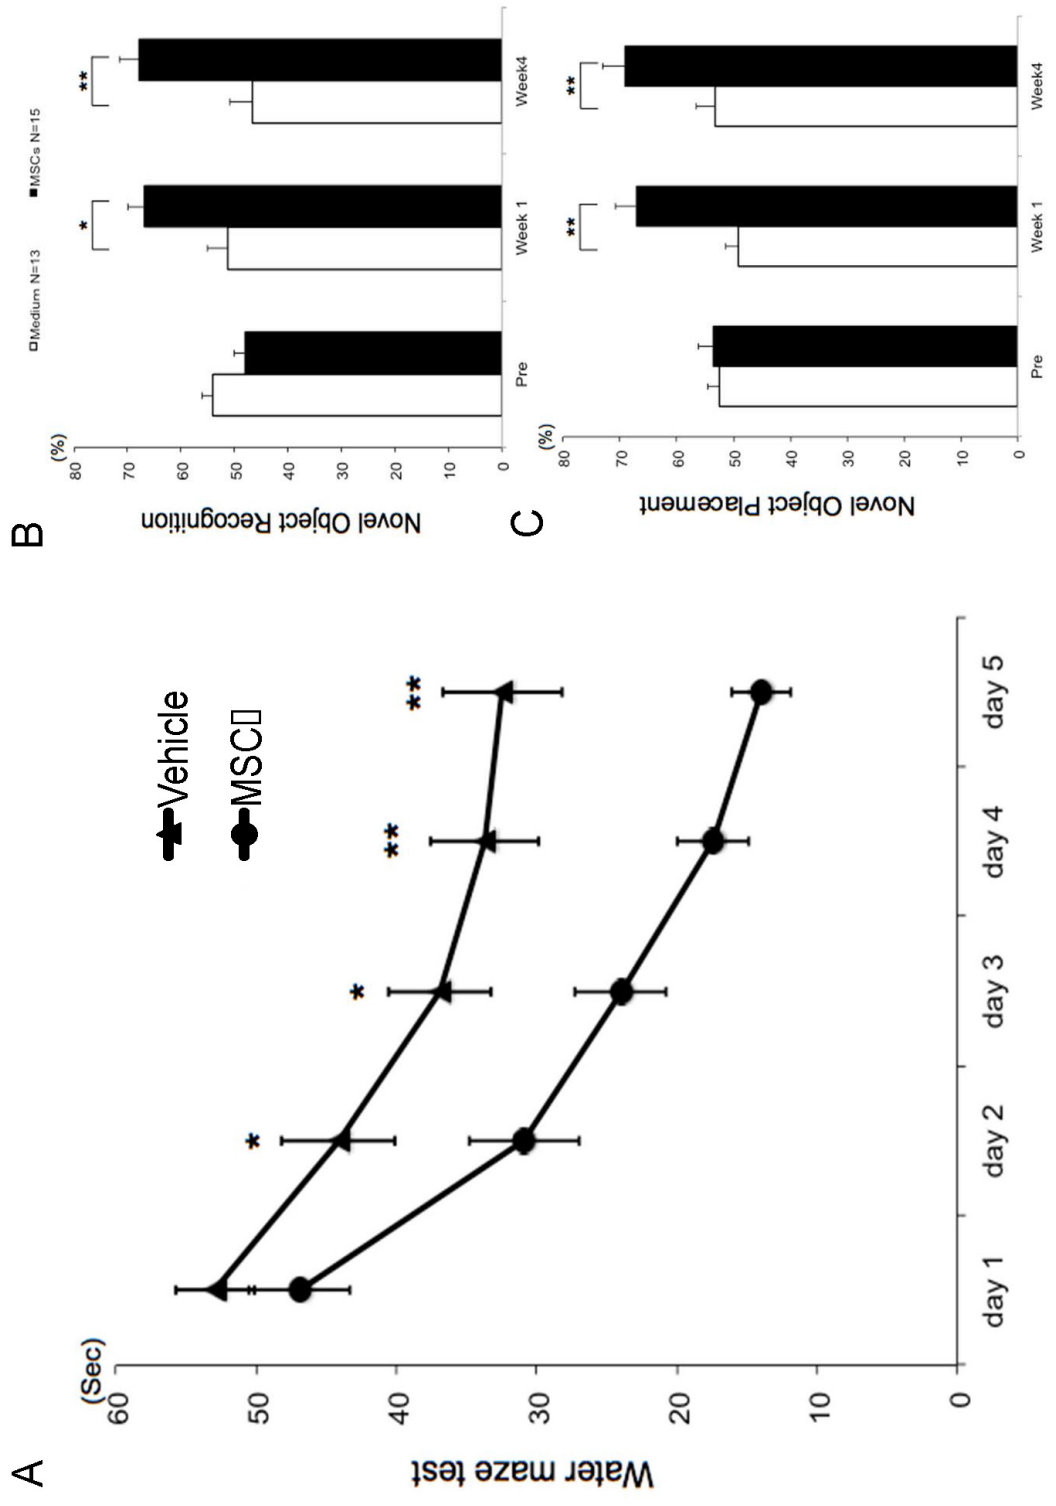 A
(Sec)
60
50
40
30
20
10
0
Water maze test
Vehicle
MSC□
*
*
**
**
day 1
day 2
day 3
day 4
day 5
B
□Medium N=13
■MSCs N=15
(%)
80
70
60
50
40
30
20
10
0
Novel Object Recognition
*
**
Pre
Week 1
Week4
C
(%)
80
70
60
50
40
30
20
10
0
Novel Object Placement
**
**
Pre
Week 1
Week4